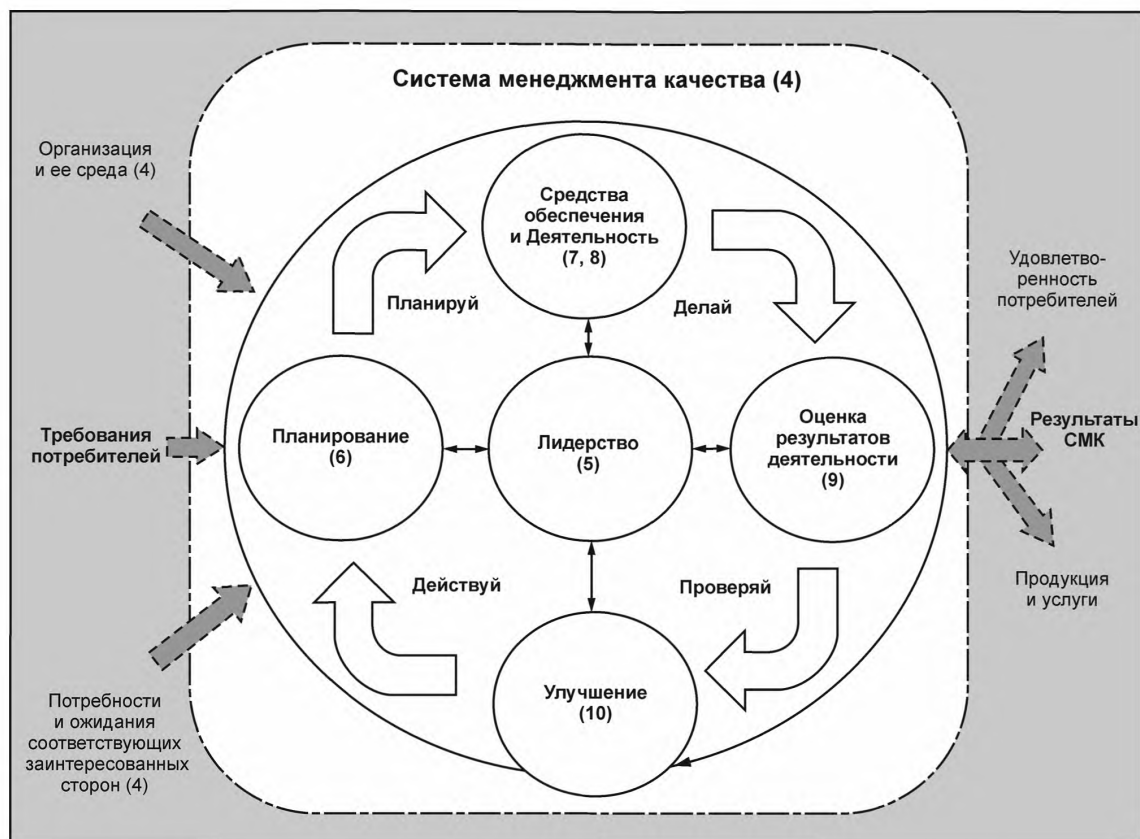 Система менеджмента качества (4)
Организация
и ее среда (4)
Средства
обеспечения
и Деятельность
(7, 8)
Удовлетво-
ренность
потребителей
Планируй
Делай
Требования
потребителей
Планирование
(6)
Лидерство
(5)
Оценка
результатов
деятельности
(9)
Результаты
СМК
Действуй
Проверяй
Продукция
и услуги
Потребности
и ожидания
соответствующих
заинтересованных
сторон (4)
Улучшение
(10)